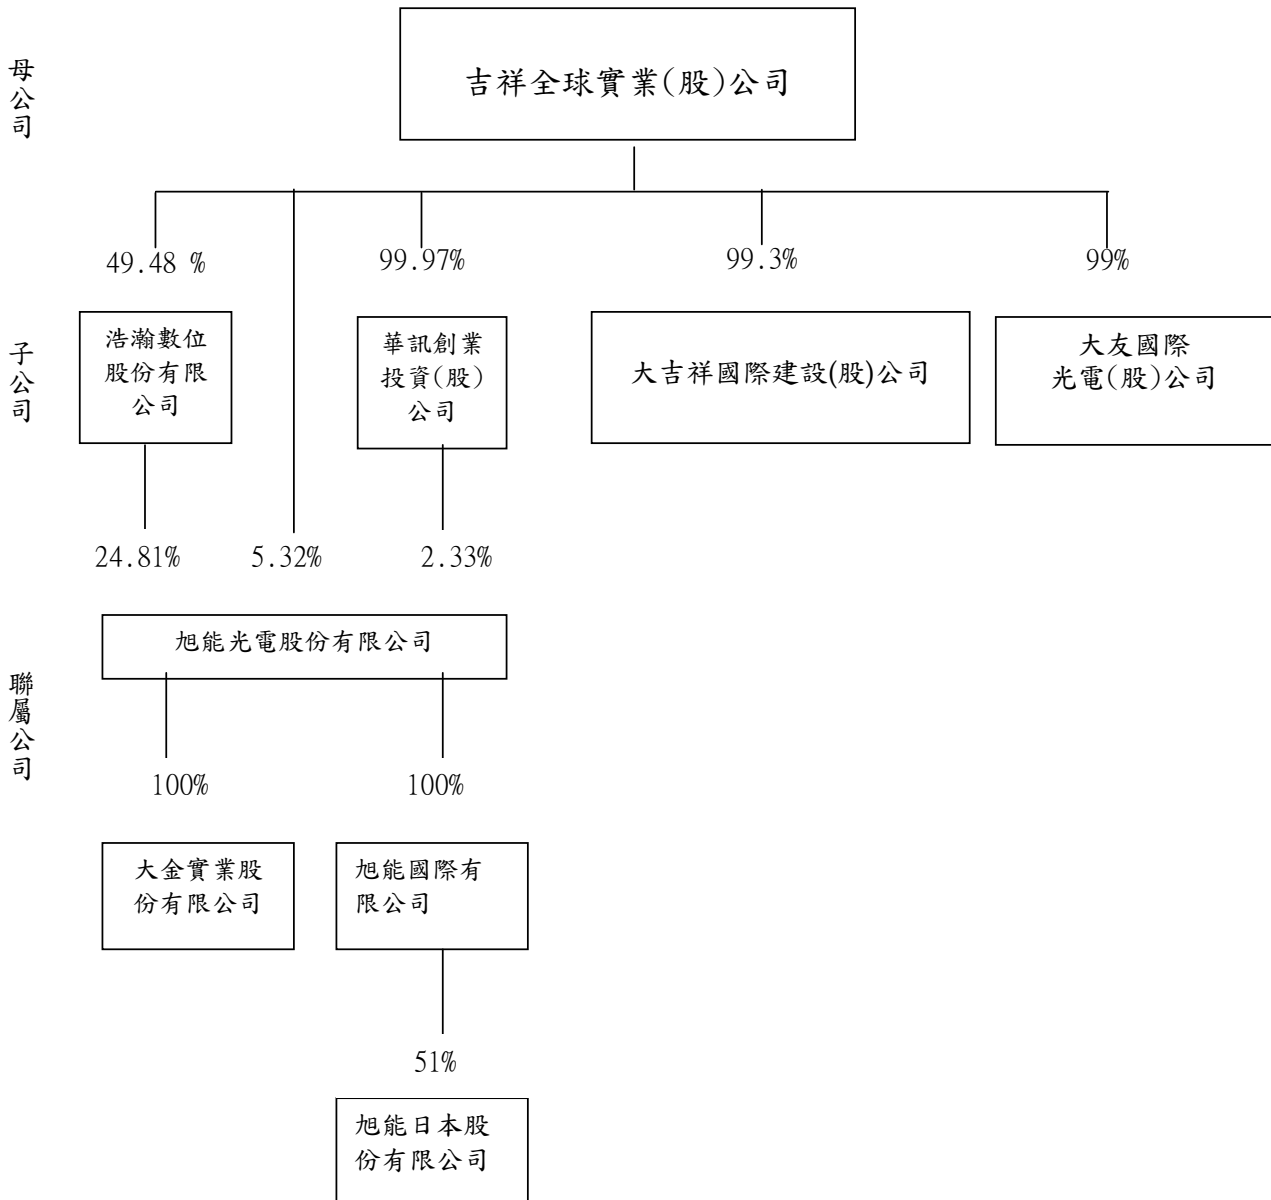 母公司
吉祥全球實業(股)公司
49.48 %
99.97%
99.3%
99%
子公司
浩瀚數位
股份有限
公司
華訊創業
投資(股)
公司
大吉祥國際建設(股)公司
大友國際
光電(股)公司
24.81%
5.32%
2.33%
聯屬公司
旭能光電股份有限公司
100%
100%
大金實業股
份有限公司
旭能國際有
限公司
51%
旭能日本股
份有限公司